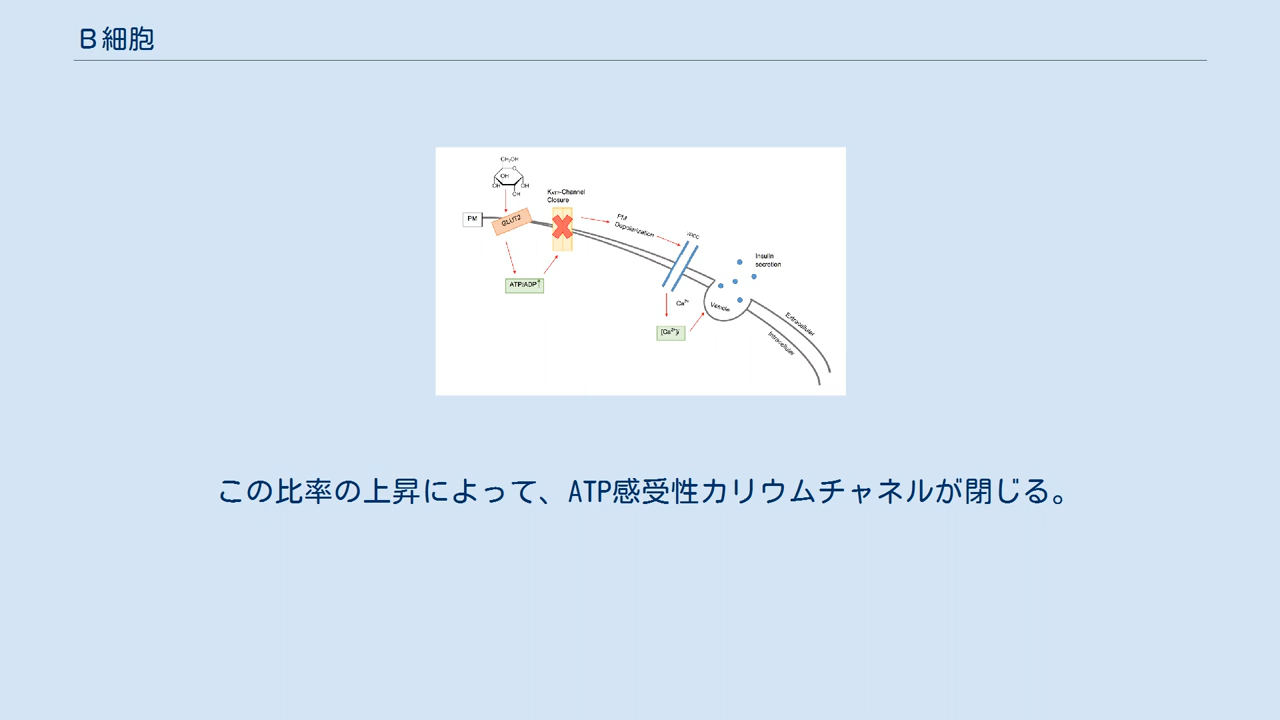 B細胞
CH₂OH
O
OH
OH
OH
OH
KATP-Channel
Closure
PM
GLUT2
PM
Depolarization
VDCC
Insulin
secretion
ATP/ADP↑
Ca²⁺
Vesicle
[Ca²⁺]i
Extracellular
Intracellular
この比率の上昇によって、ATP感受性カリウムチャネルが閉じる。